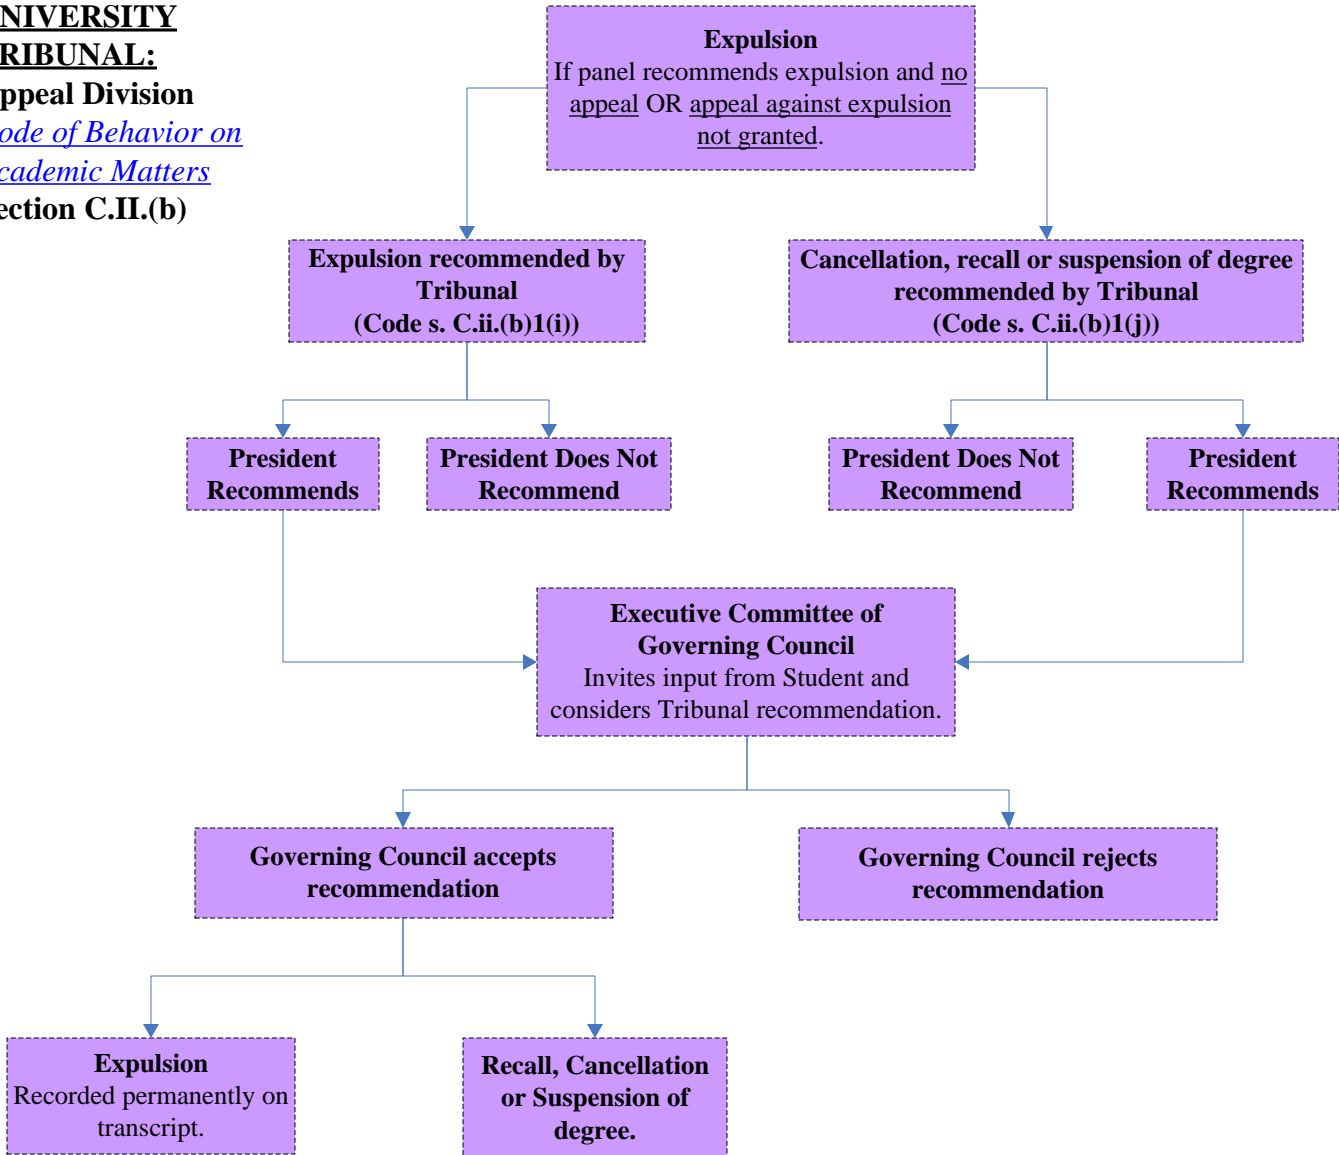 NIVERSITY
RIBUNAL:
ppeal Division
ode of Behavior on
cademic Matters
ection C.II.(b)
Expulsion
If panel recommends expulsion and no
appeal OR appeal against expulsion
not granted.
Expulsion recommended by
Tribunal
(Code s. C.ii.(b)1(i))
Cancellation, recall or suspension of degree
recommended by Tribunal
(Code s. C.ii.(b)1(j))
President
Recommends
President Does Not
Recommend
President Does Not
Recommend
President
Recommends
Executive Committee of
Governing Council
Invites input from Student and
considers Tribunal recommendation.
Governing Council accepts
recommendation
Governing Council rejects
recommendation
Expulsion
Recorded permanently on
transcript.
Recall, Cancellation
or Suspension of
degree.